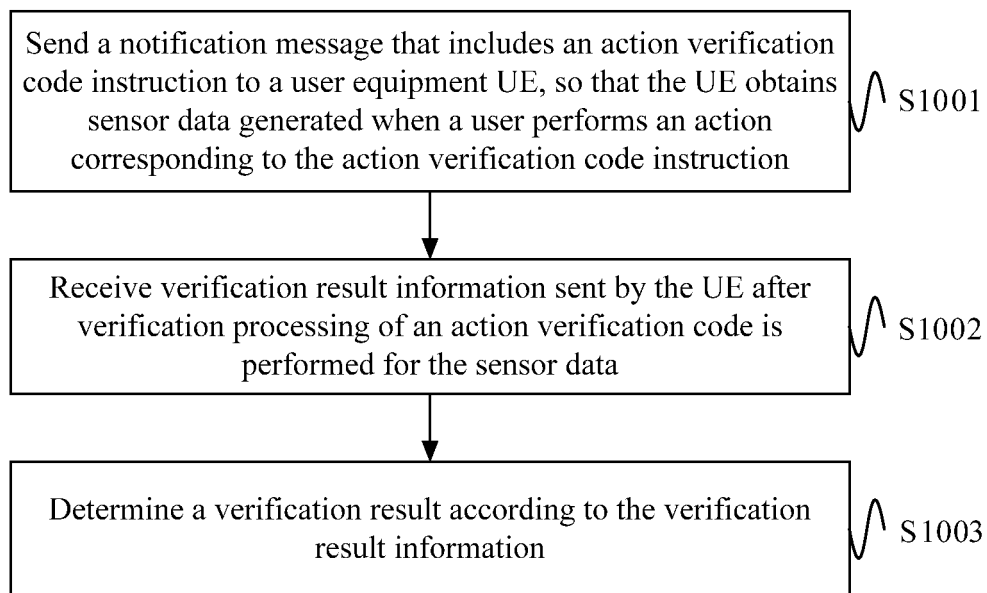 Send a notification message that includes an action verification
code instruction to a user equipment UE, so that the UE obtains
sensor data generated when a user performs an action
corresponding to the action verification code instruction
S1001
Receive verification result information sent by the UE after
verification processing of an action verification code is
performed for the sensor data
S1002
Determine a verification result according to the verification
result information
S1003